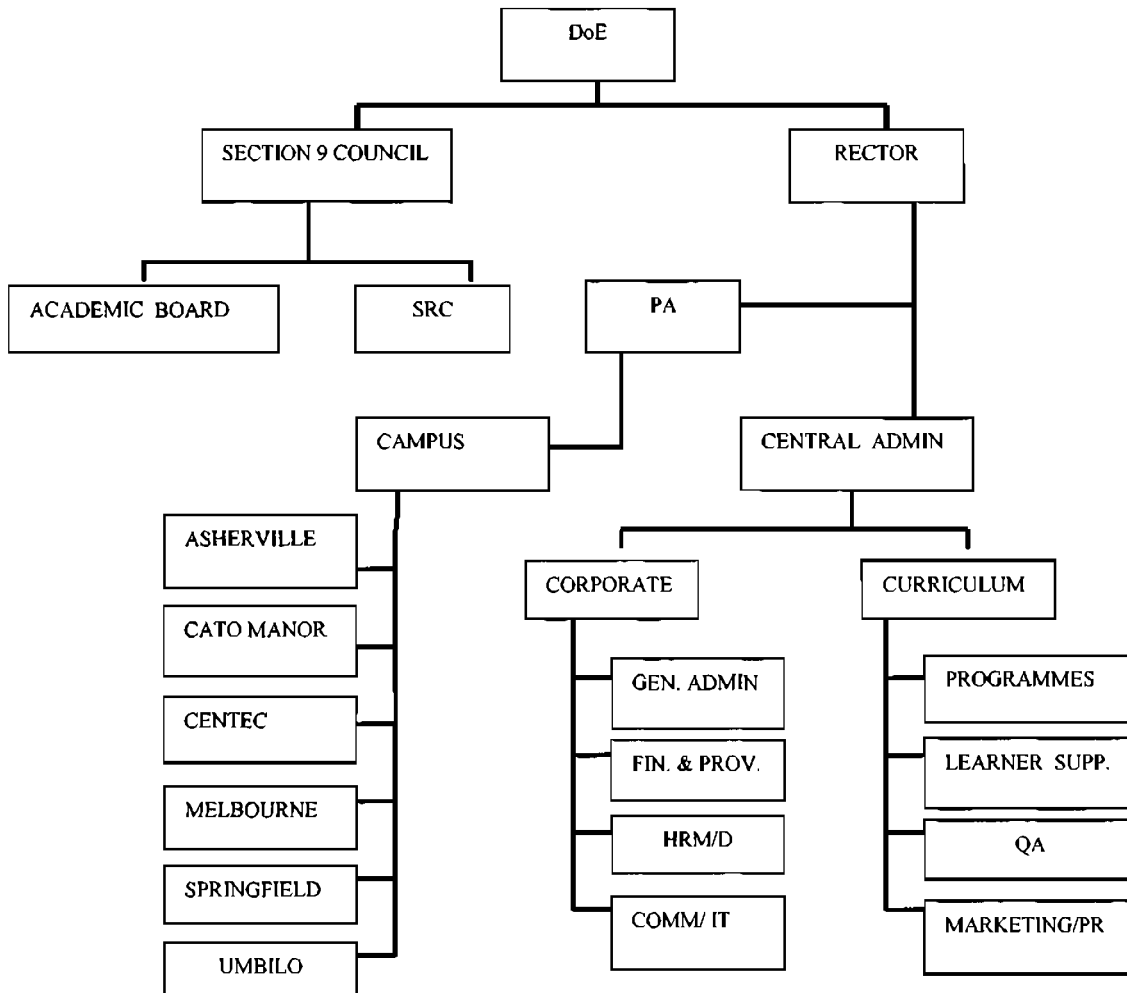 DoE
SECTION 9 COUNCIL
RECTOR
ACADEMIC BOARD
SRC
PA
CAMPUS
CENTRAL ADMIN
ASHERVILLE
CATO MANOR
CENTEC
MELBOURNE
SPRINGFIELD
UMBILO
CORPORATE
CURRICULUM
GEN. ADMIN
FIN. & PROV.
HRM/D
COMM/ IT
PROGRAMMES
LEARNER SUPP.
QA
MARKETING/PR